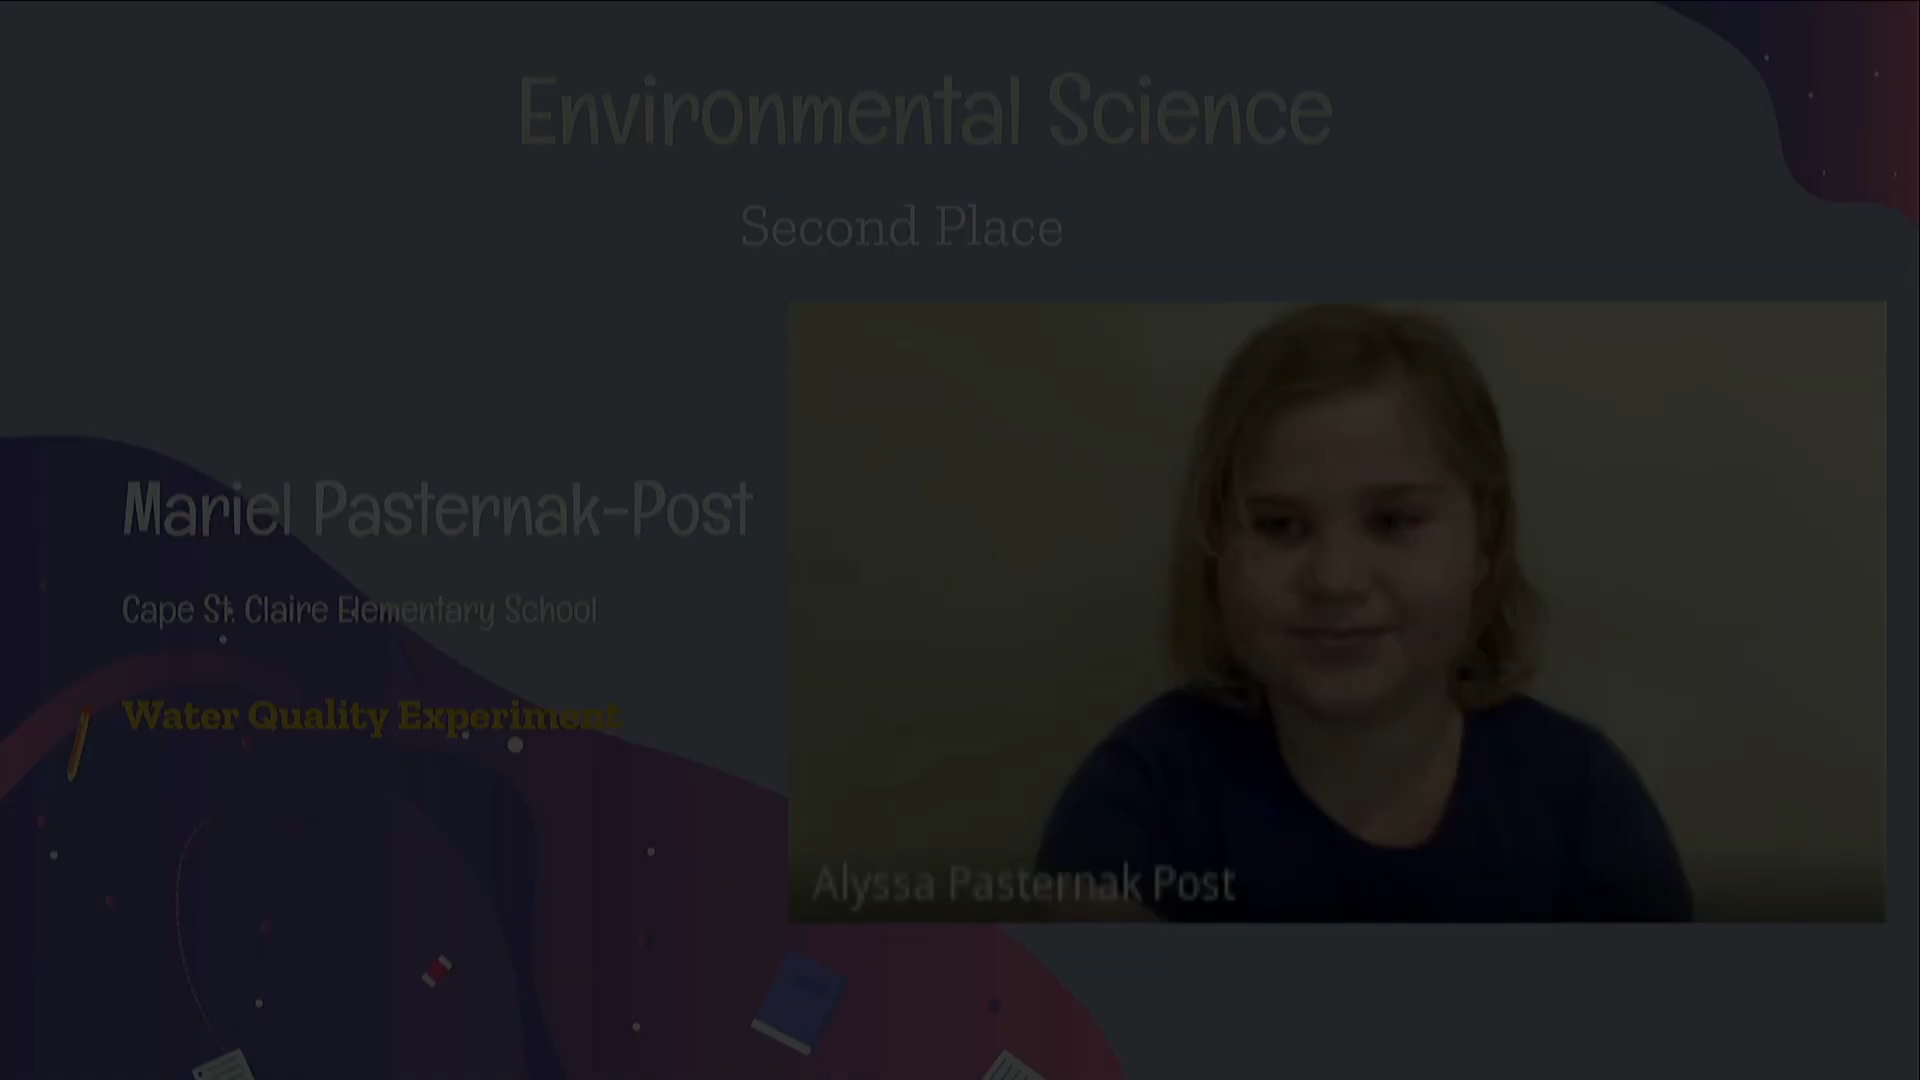 Environmental Science
Second Place
Mariel Pasternak-Post
Cape St. Claire Elementary School
Water Quality Experiment
Alyssa Pasternak Post